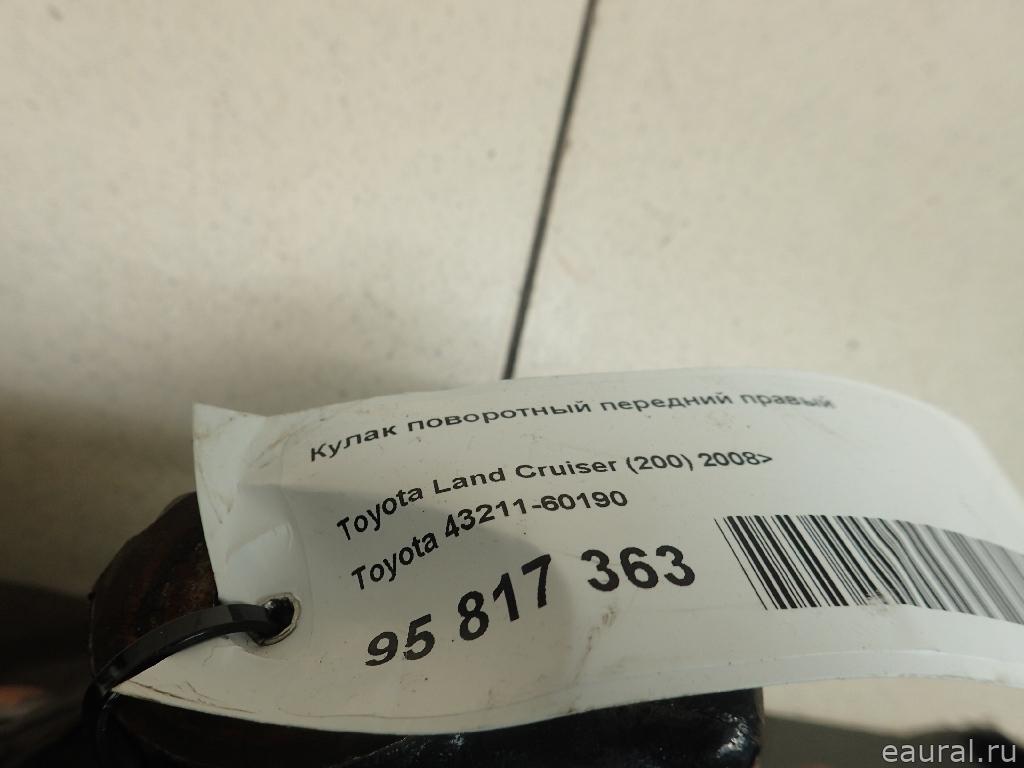 Кулак поворотный передний правый
Toyota Land Cruiser (200) 2008>
Toyota 43211-60190
95 817 363
eaural.ru